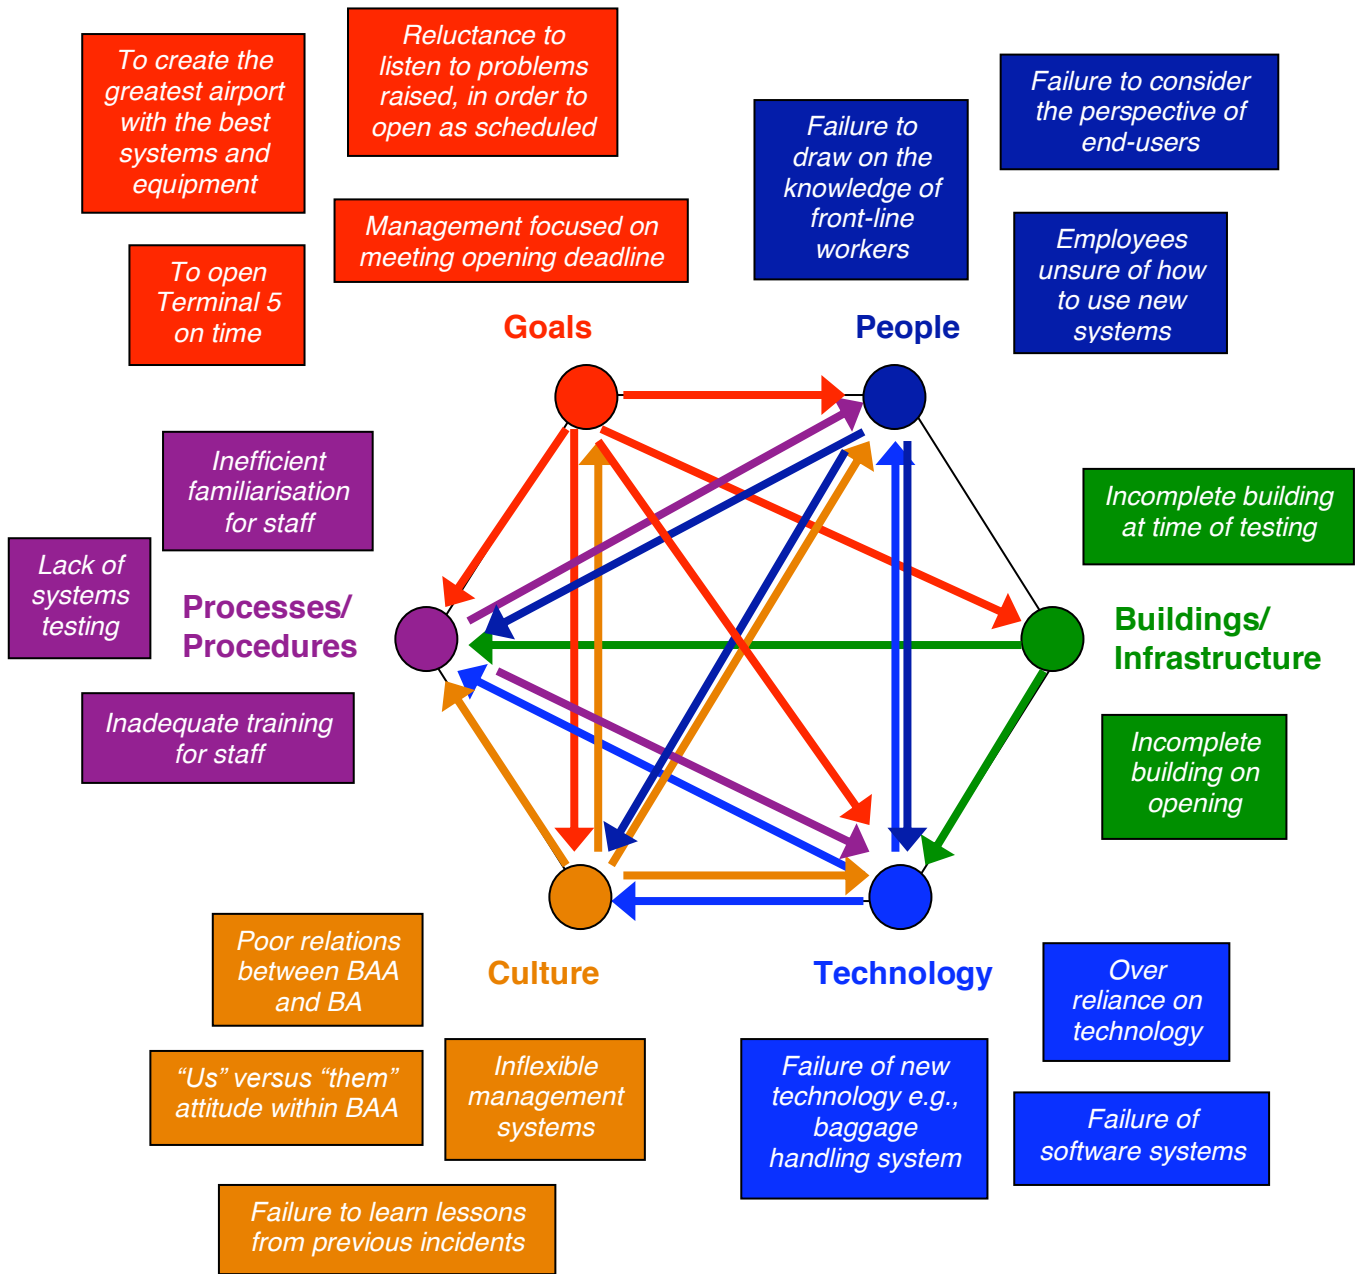 To create the
greatest airport
with the best
systems and
equipment
Reluctance to
listen to problems
raised, in order to
open as scheduled
Management focused on
meeting opening deadline
To open
Terminal 5
on time
Goals
Failure to
draw on the
knowledge of
front-line
workers
Failure to consider
the perspective of
end-users
Employees
unsure of how
to use new
systems
People
Inefficient
familiarisation
for staff
Lack of
systems
testing
Processes/
Procedures
Inadequate training
for staff
Incomplete building
at time of testing
Buildings/
Infrastructure
Incomplete
building on
opening
Culture
Poor relations
between BAA
and BA
“Us” versus “them”
attitude within BAA
Inflexible
management
systems
Failure to learn lessons
from previous incidents
Technology
Over
reliance on
technology
Failure of new
technology e.g.,
baggage
handling system
Failure of
software systems